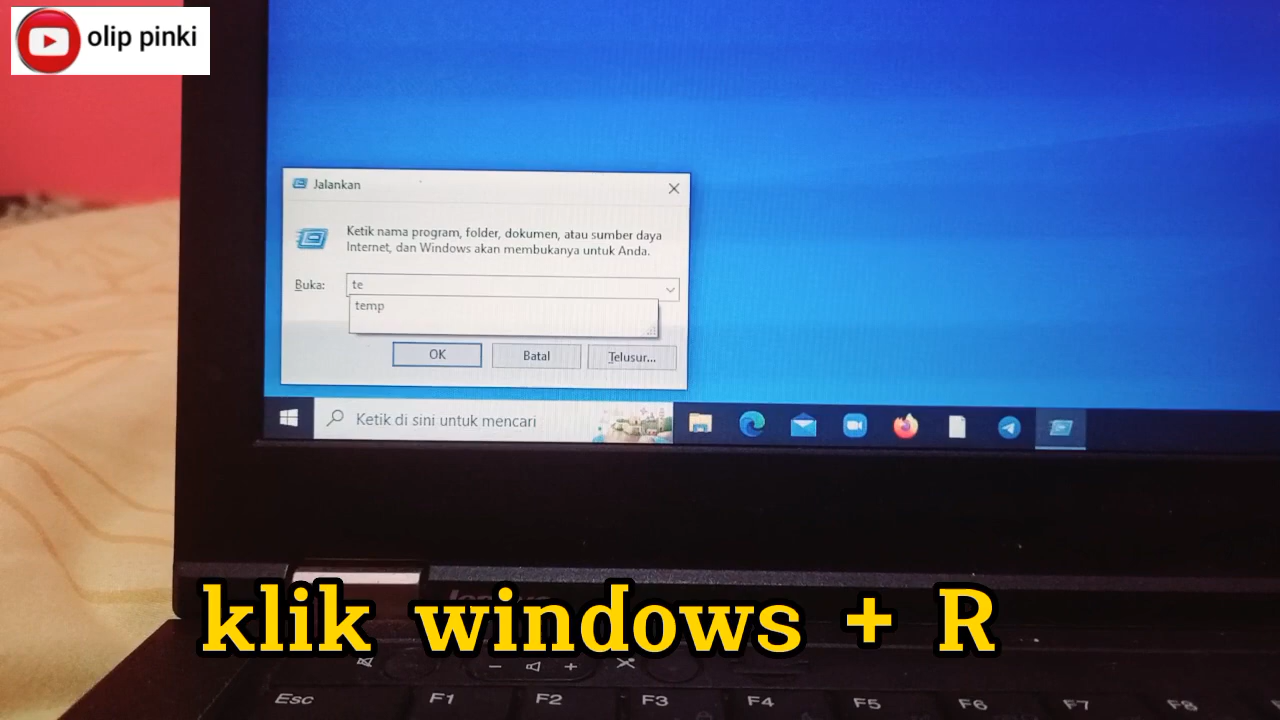 olip pinki
Jalankan
Ketik nama program, folder, dokumen, atau sumber daya
Internet, dan Windows akan membukanya untuk Anda.
Buka: te
temp
OK Batal Telusur...
Ketik di sini untuk mencari
klik windows + R
Esc F1 F2 F3 F4 F5 F6 F7 F8